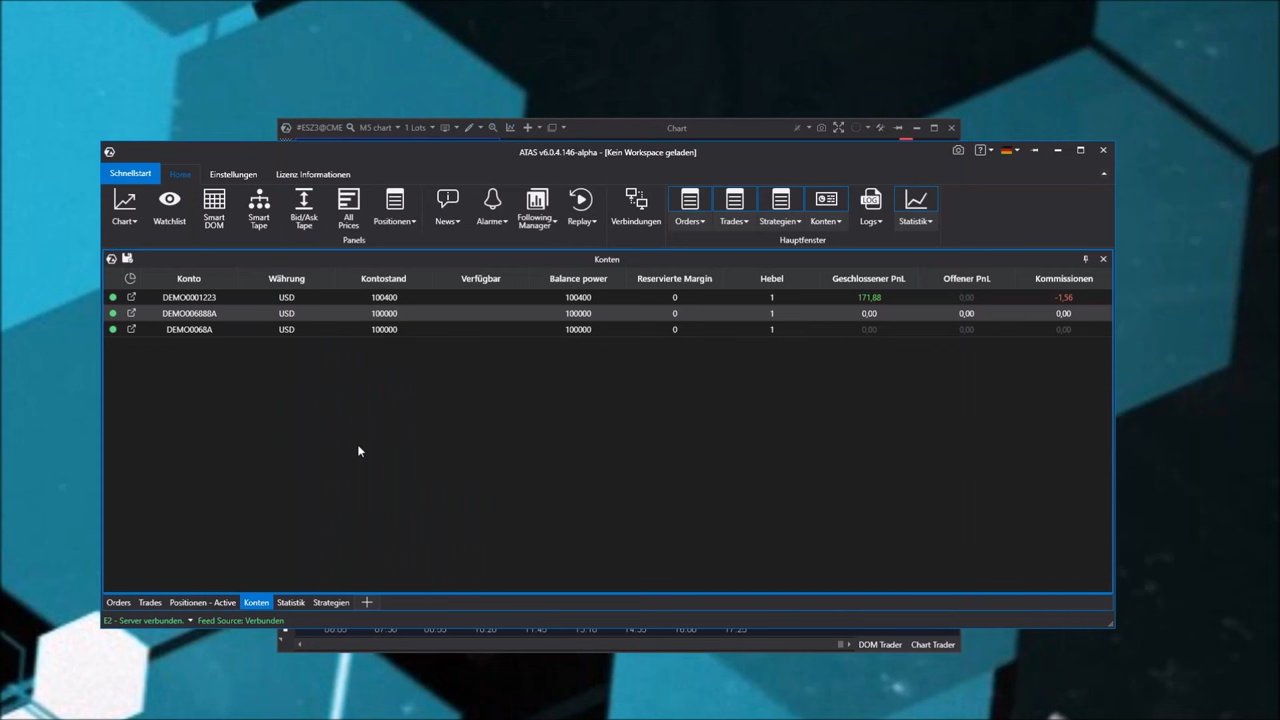 #ESZ3@CME M5 chart 1 Lots Chart
ATAS v6.0.4.146-alpha - [Kein Workspace geladen]
Schnellstart Home Einstellungen Lizenz Informationen
Chart Watchlist Smart DOM Smart Tape Bid/Ask Tape All Prices Positionen News Alarme Following Manager Replay Verbindungen Orders Trades Strategien Konten Logs Statistik
Panels Hauptfenster
Konten
Konto Währung Kontostand Verfügbar Balance power Reservierte Margin Hebel Geschlossener PnL Offener PnL Kommissionen
DEMO0001223 USD 100400 100400 0 1 171,88 0,00 -1,56
DEMO006888A USD 100000 100000 0 1 0,00 0,00 0,00
DEMO0068A USD 100000 100000 0 1 0,00 0,00 0,00
Orders Trades Positionen - Active Konten Statistik Strategien
E2 - Server verbunden. Feed Source: Verbunden
DOM Trader Chart Trader